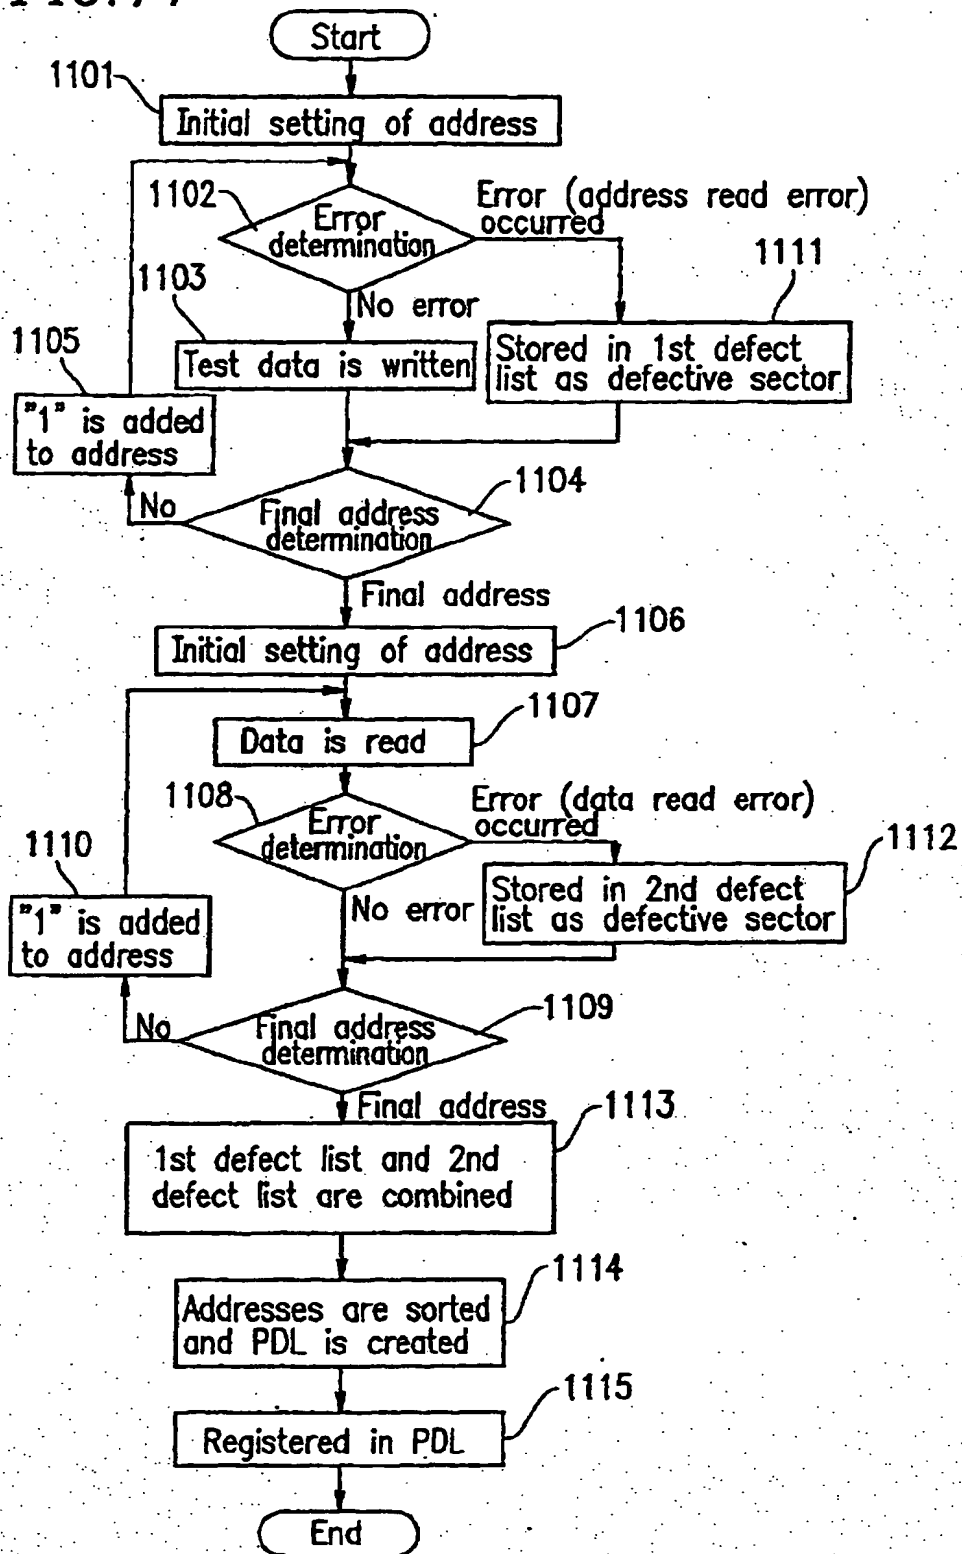 Start
1101
Initial setting of address
1102
Error
determination
Error (address read error)
occurred
1111
1103
No error
Test data is written
Stored in 1st defect
list as defective sector
1105
"1" is added
to address
1104
No
Final address
determination
Final address
1106
Initial setting of address
1107
Data is read
1108
Error
determination
Error (data read error)
occurred
1112
1110
No error
Stored in 2nd defect
list as defective sector
"1" is added
to address
1109
No
Final address
determination
Final address
1113
1st defect list and 2nd
defect list are combined
1114
Addresses are sorted
and PDL is created
1115
Registered in PDL
End